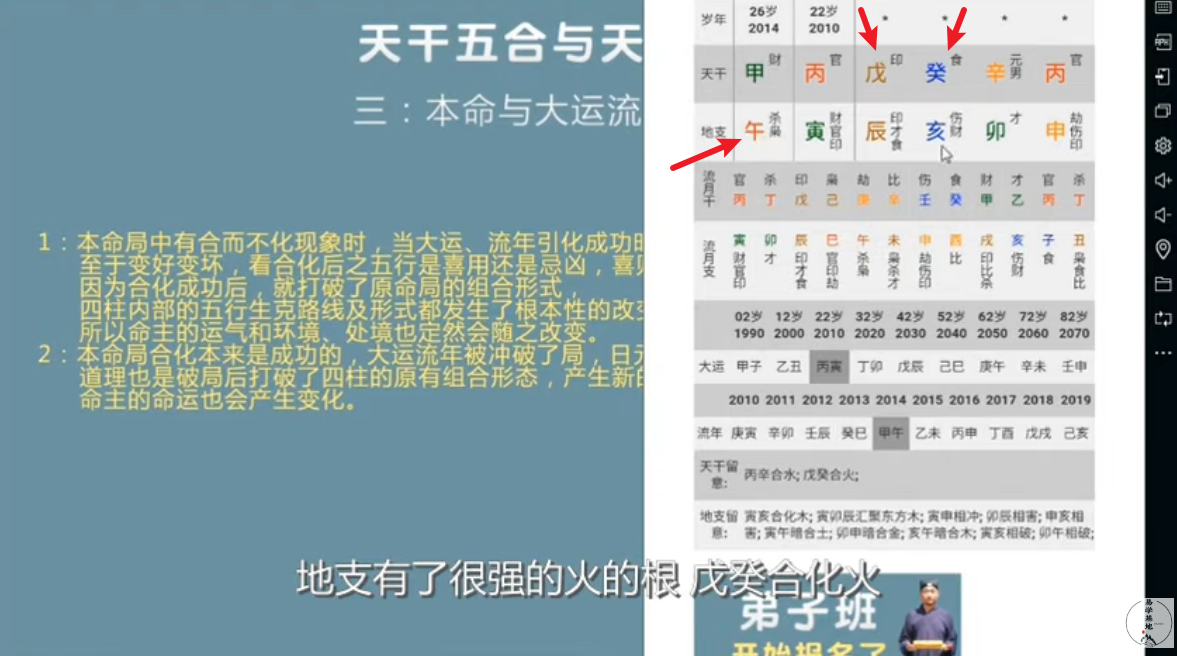 天干五合与天
三：本命与大运流
1：本命局中有合而不化现象时，当大运、流年引化成功时
至于变好变坏，看合化后之五行是喜用还是忌凶，喜
因为合化成功后，就打破了原命局的组合形式，
四柱内部的五行生克路线及形式都发生了根本性的改变
所以命主的运气和环境、处境也定然会随之改变。
2：本命局合化本来是成功的，大运流年被冲破了局，日元
道理也是破局后打破了四柱的原有组合形态，产生新的
命主的命运也会产生变化。
岁年 26岁 2014 22岁 2010 * * * *
天干 甲 财 丙 官 戊 印 癸 食 辛 元男 丙 官
地支 午 杀枭 寅 财官印 辰 印才食 亥 伤财 卯 才 申 劫伤印
流月干 官 杀 印 枭 劫 比 伤 食 财 才 官 杀
丙 丁 戊 己 庚 辛 壬 癸 甲 乙 丙 丁
流月支 寅 卯 辰 巳 午 未 申 酉 戌 亥 子 丑
财官印 才 印才食 官印劫 杀枭 枭杀才 劫伤印 比 印比杀 伤财 食 枭食比
02岁 12岁 22岁 32岁 42岁 52岁 62岁 72岁 82岁
1990 2000 2010 2020 2030 2040 2050 2060 2070
大运 甲子 乙丑 丙寅 丁卯 戊辰 己巳 庚午 辛未 壬申
2010 2011 2012 2013 2014 2015 2016 2017 2018 2019
流年 庚寅 辛卯 壬辰 癸巳 甲午 乙未 丙申 丁酉 戊戌 己亥
天干留意: 丙辛合水; 戊癸合火;
地支留 寅亥合化木; 寅卯辰汇聚东方木; 寅申相冲; 卯辰相害; 申亥相
意: 害; 寅午暗合土; 卯申暗合金; 亥午暗合木; 寅亥相破; 卯午相破;
地支有了很强的火的根 戊癸合化火
弟子班
开始报名了
易学基地